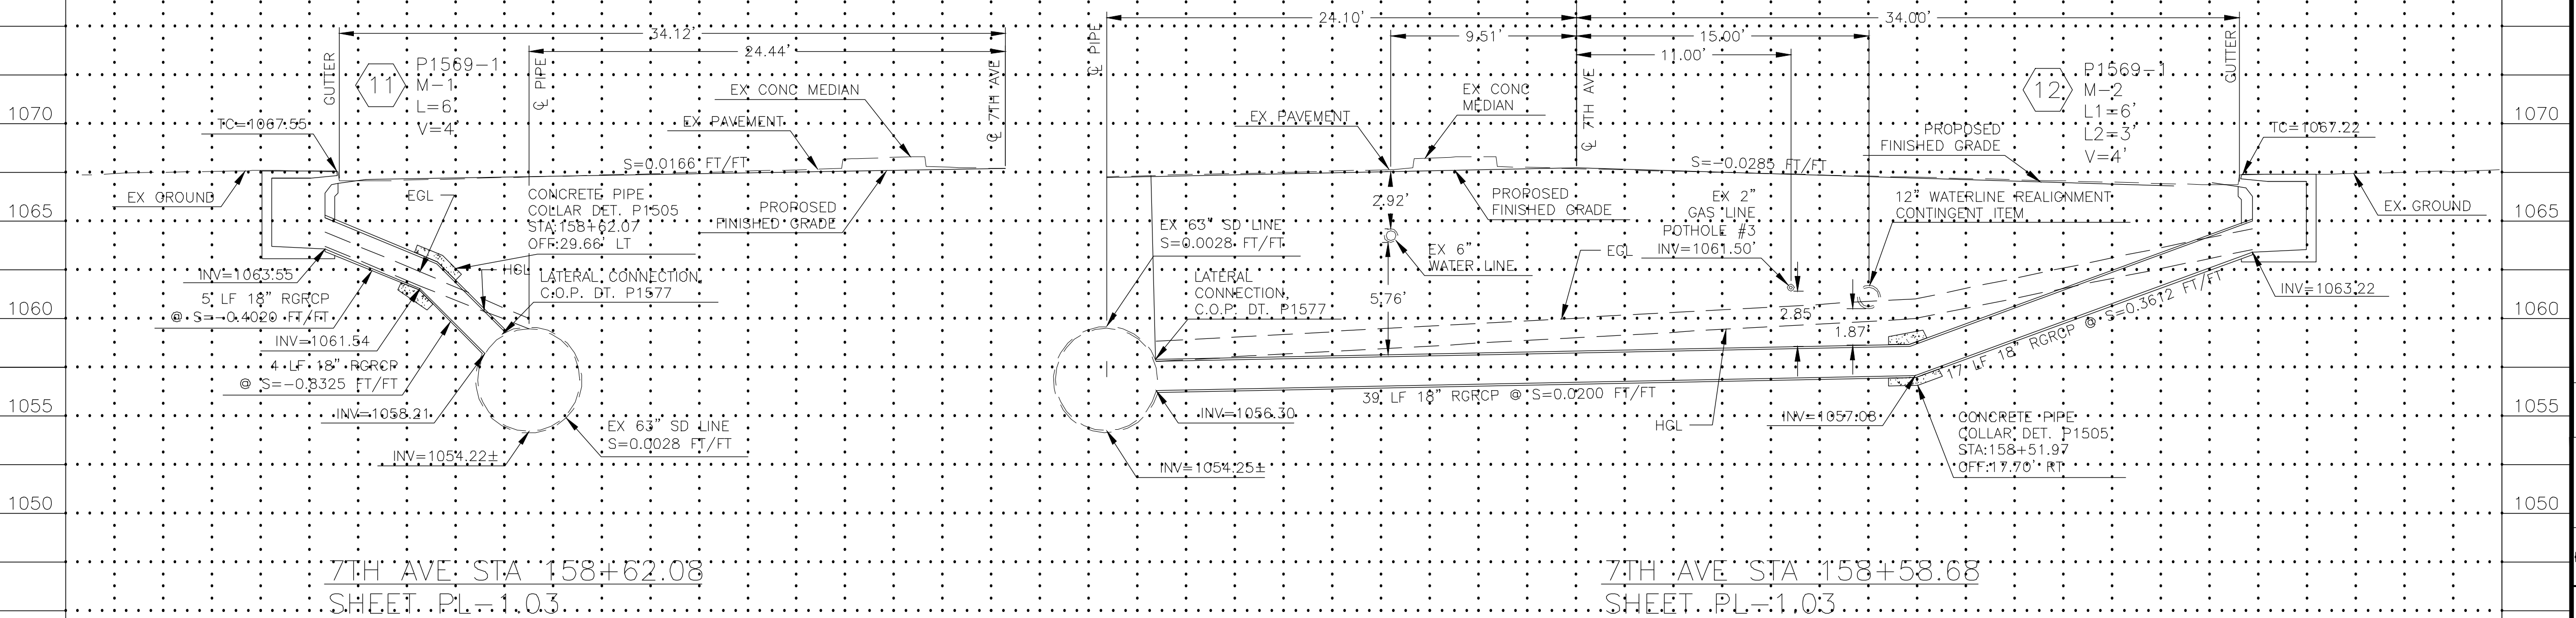 1070
1065
1060
1055
1050
34.12'
24.44'
GUTTER
11
P1569-1
M-1
L=6'
V=4'
℄ PIPE
℄ 7TH AVE
TC=1067.55
EX CONC MEDIAN
EX PAVEMENT
S=0.0166 FT/FT
EX GROUND
EGL
CONCRETE PIPE
COLLAR DET. P1505
STA:158+62.07
OFF:29.66' LT
PROPOSED
FINISHED GRADE
HGL
LATERAL CONNECTION
C.O.P. DT. P1577
INV=1063.55
5 LF 18" RGRCP
@ S=-0.4020 FT/FT
INV=1061.54
4 LF 18" RGRCP
@ S=-0.8325 FT/FT
INV=1058.21
EX 63" SD LINE
S=0.0028 FT/FT
INV=1054.22±
7TH AVE STA 158+62.08
SHEET PL-1.03
24.10'
34.00'
9.51'
15.00'
11.00'
℄ PIPE
℄ 7TH AVE
GUTTER
12
P1569-1
M-2
L1=6'
L2=3'
V=4'
EX CONC
MEDIAN
EX PAVEMENT
PROPOSED
FINISHED GRADE
TC=1067.22
S=-0.0285 FT/FT
2.92'
PROPOSED
FINISHED GRADE
EX 2"
GAS LINE
POTHOLE #3
INV=1061.50'
12" WATERLINE REALIGNMENT
CONTINGENT ITEM
EX GROUND
EX 63" SD LINE
S=0.0028 FT/FT
EX 6"
WATER LINE
EGL
LATERAL
CONNECTION
C.O.P. DT. P1577
5.76'
2.85'
1.87'
INV=1063.22
17 LF 18" RGRCP @ S=0.3612 FT/FT
39 LF 18" RGRCP @ S=0.0200 FT/FT
INV=1056.30
HGL
INV=1057.08
CONCRETE PIPE
COLLAR DET. P1505
STA:158+51.97
OFF:17.70' RT
INV=1054.25±
7TH AVE STA 158+58.68
SHEET PL-1.03
1070
1065
1060
1055
1050